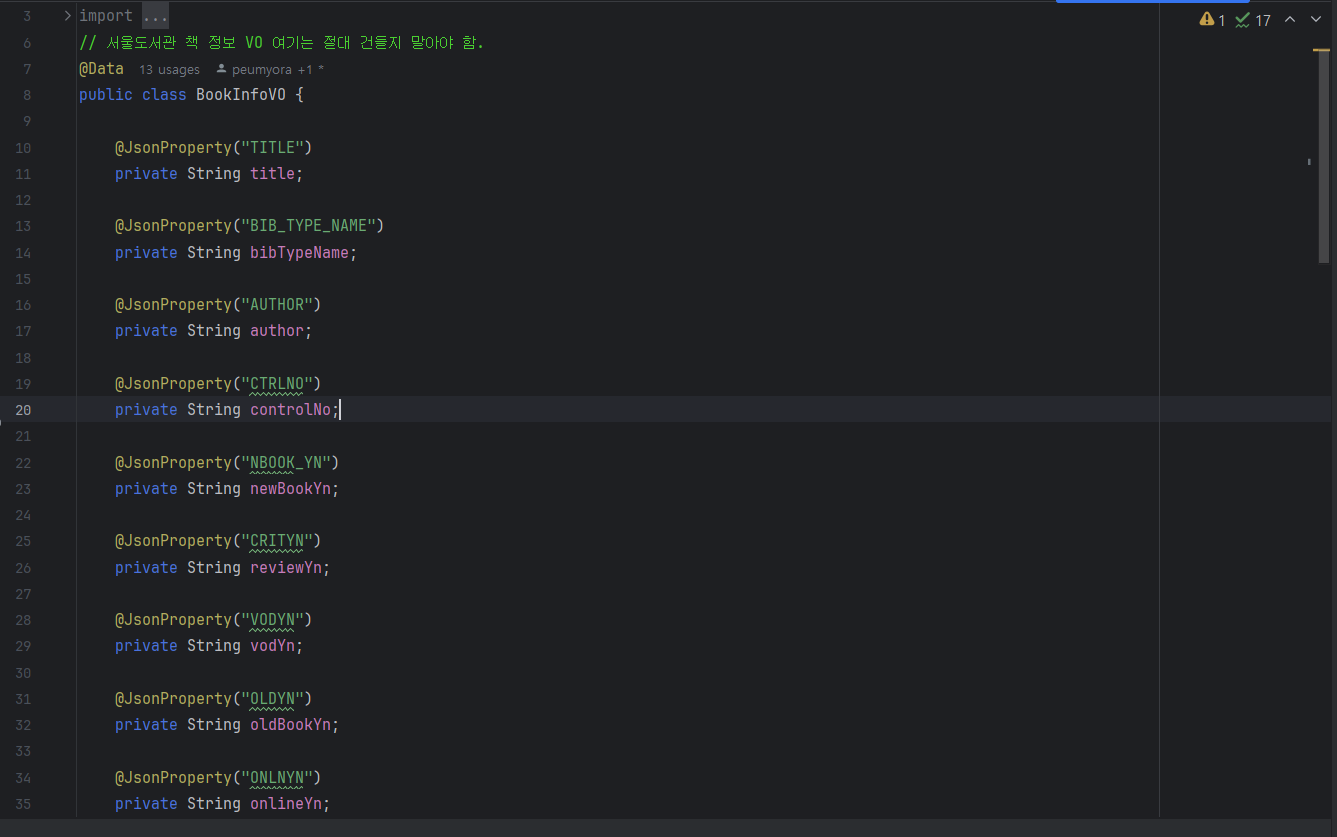 3 import ...
6 // 서울도서관 책 정보 VO 여기는 절대 건들지 말아야 함.
7 @Data 13 usages peumyora +1 *
8 public class BookInfoVO {
9
10 @JsonProperty("TITLE")
11 private String title;
12
13 @JsonProperty("BIB_TYPE_NAME")
14 private String bibTypeName;
15
16 @JsonProperty("AUTHOR")
17 private String author;
18
19 @JsonProperty("CTRLNO")
20 private String controlNo;
21
22 @JsonProperty("NBOOK_YN")
23 private String newBookYn;
24
25 @JsonProperty("CRITYN")
26 private String reviewYn;
27
28 @JsonProperty("VODYN")
29 private String vodYn;
30
31 @JsonProperty("OLDYN")
32 private String oldBookYn;
33
34 @JsonProperty("ONLNYN")
35 private String onlineYn;
1 17